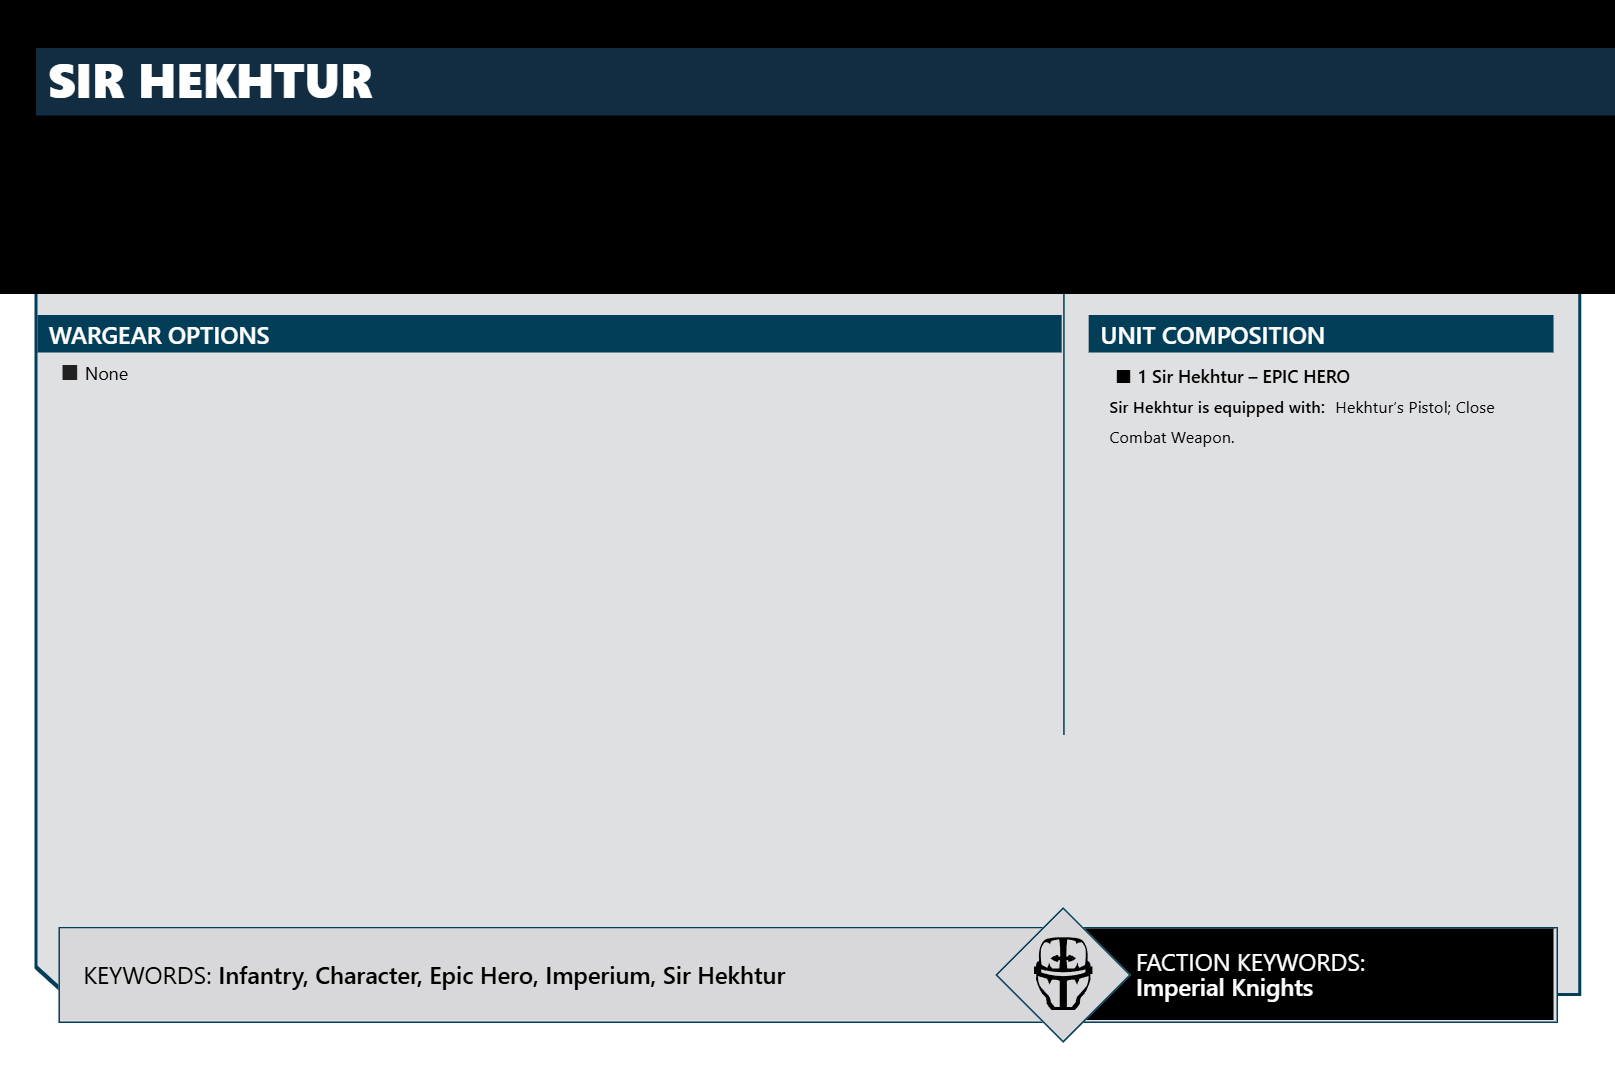 SIR HEKHTUR
WARGEAR OPTIONS
■ None
UNIT COMPOSITION
■ 1 Sir Hekhtur – EPIC HERO
Sir Hekhtur is equipped with: Hekhtur’s Pistol; Close
Combat Weapon.
KEYWORDS: Infantry, Character, Epic Hero, Imperium, Sir Hekhtur
FACTION KEYWORDS:
Imperial Knights